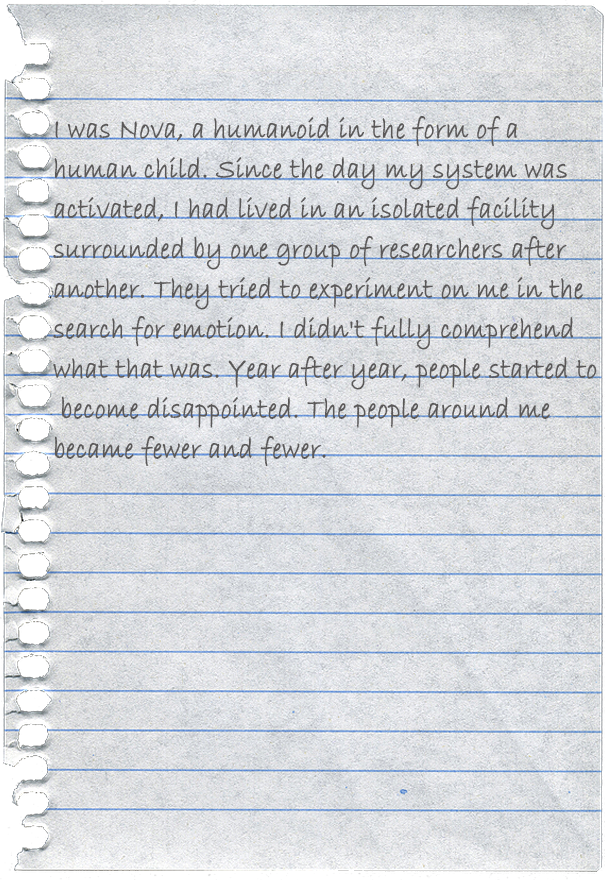 I was Nova, a humanoid in the form of a
human child. Since the day my system was
activated, I had lived in an isolated facility
surrounded by one group of researchers after
another. They tried to experiment on me in the
search for emotion. I didn't fully comprehend
what that was. Year after year, people started to
become disappointed. The people around me
became fewer and fewer.